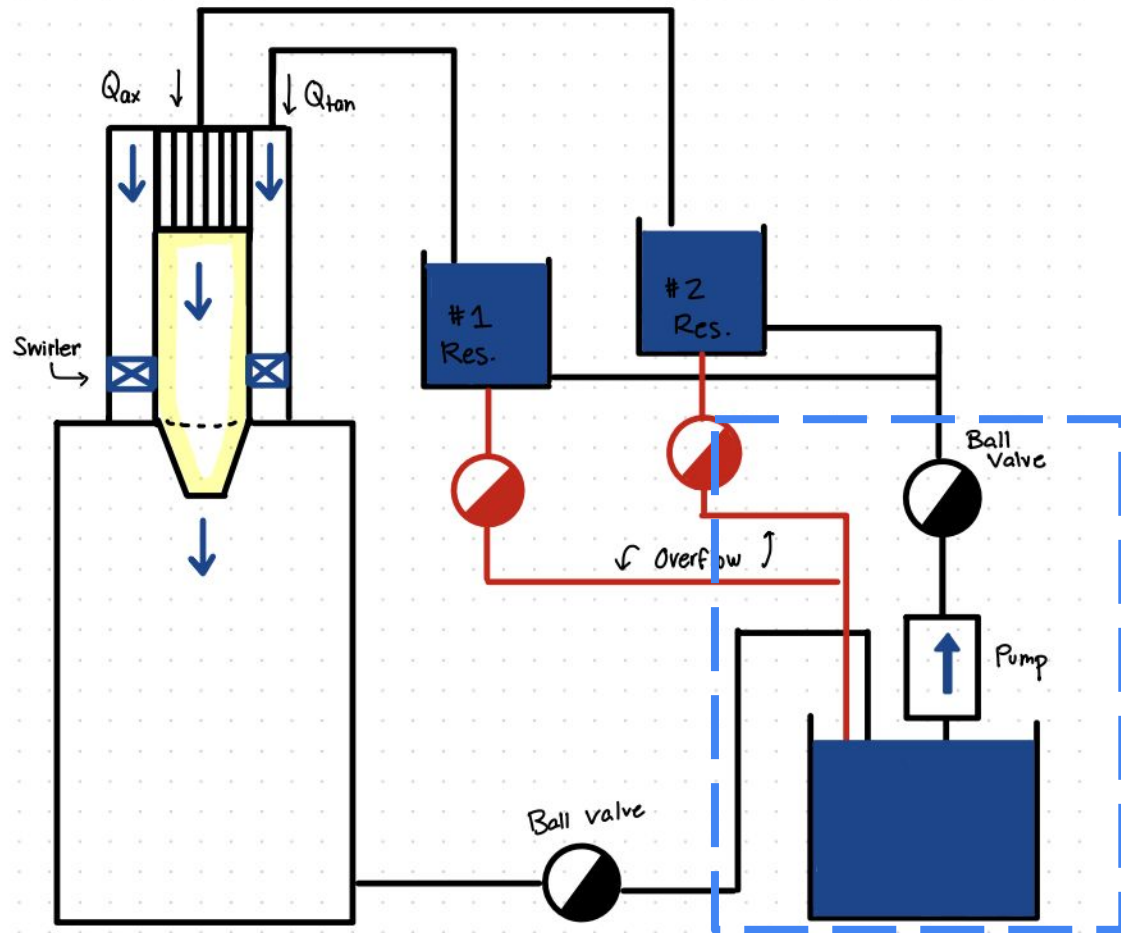 Qax
Qtan
#2
Res.
#1
Res.
Swirler
Ball
Valve
Overflow
Pump
Ball valve